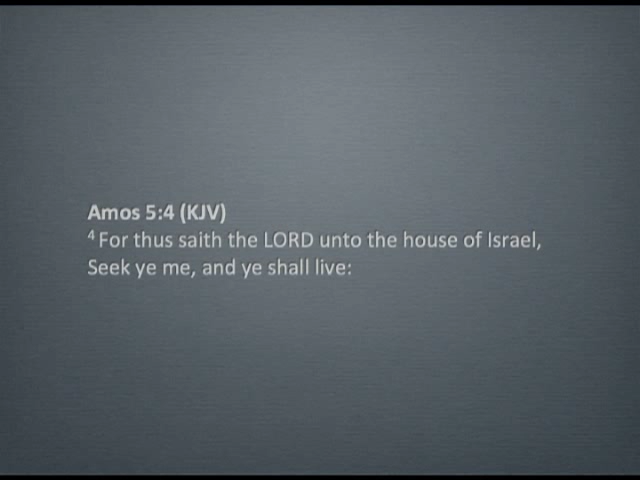 Amos 5:4 (KJV)
4 For thus saith the LORD unto the house of Israel,
Seek ye me, and ye shall live: